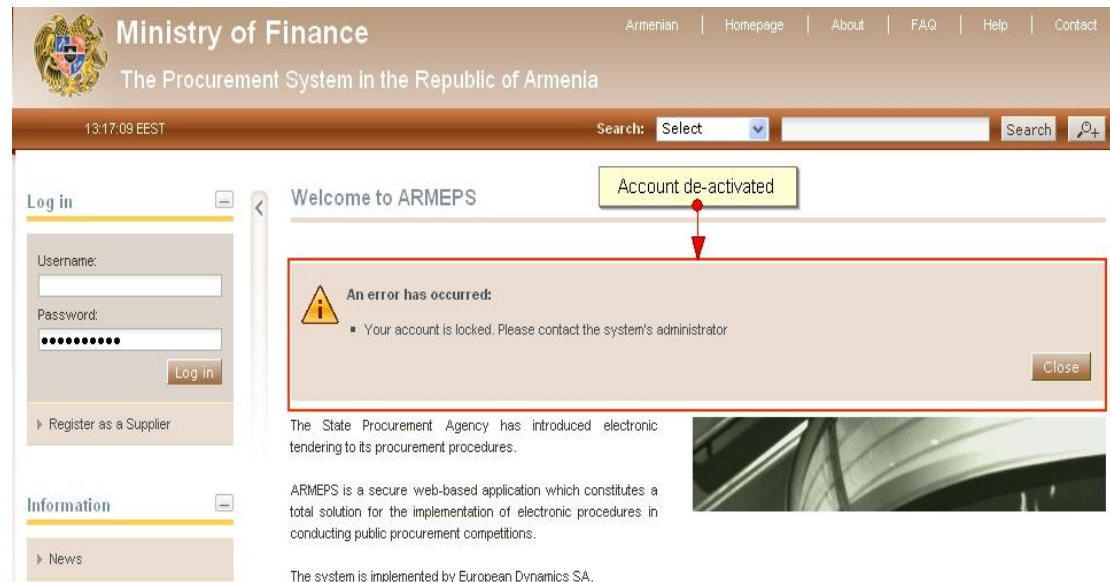 Ministry of Finance
The Procurement System in the Republic of Armenia
Armenian | Homepage | About | FAQ | Help | Contact
13:17:09 EEST
Search: Select Search
Log in
Username:
Password:
••••••••••
Log in
Register as a Supplier
Information
News
Welcome to ARMEPS
Account de-activated
An error has occurred:
Your account is locked. Please contact the system's administrator
Close
The State Procurement Agency has introduced electronic
tendering to its procurement procedures.
ARMEPS is a secure web-based application which constitutes a
total solution for the implementation of electronic procedures in
conducting public procurement competitions.
The system is implemented by European Dynamics SA.